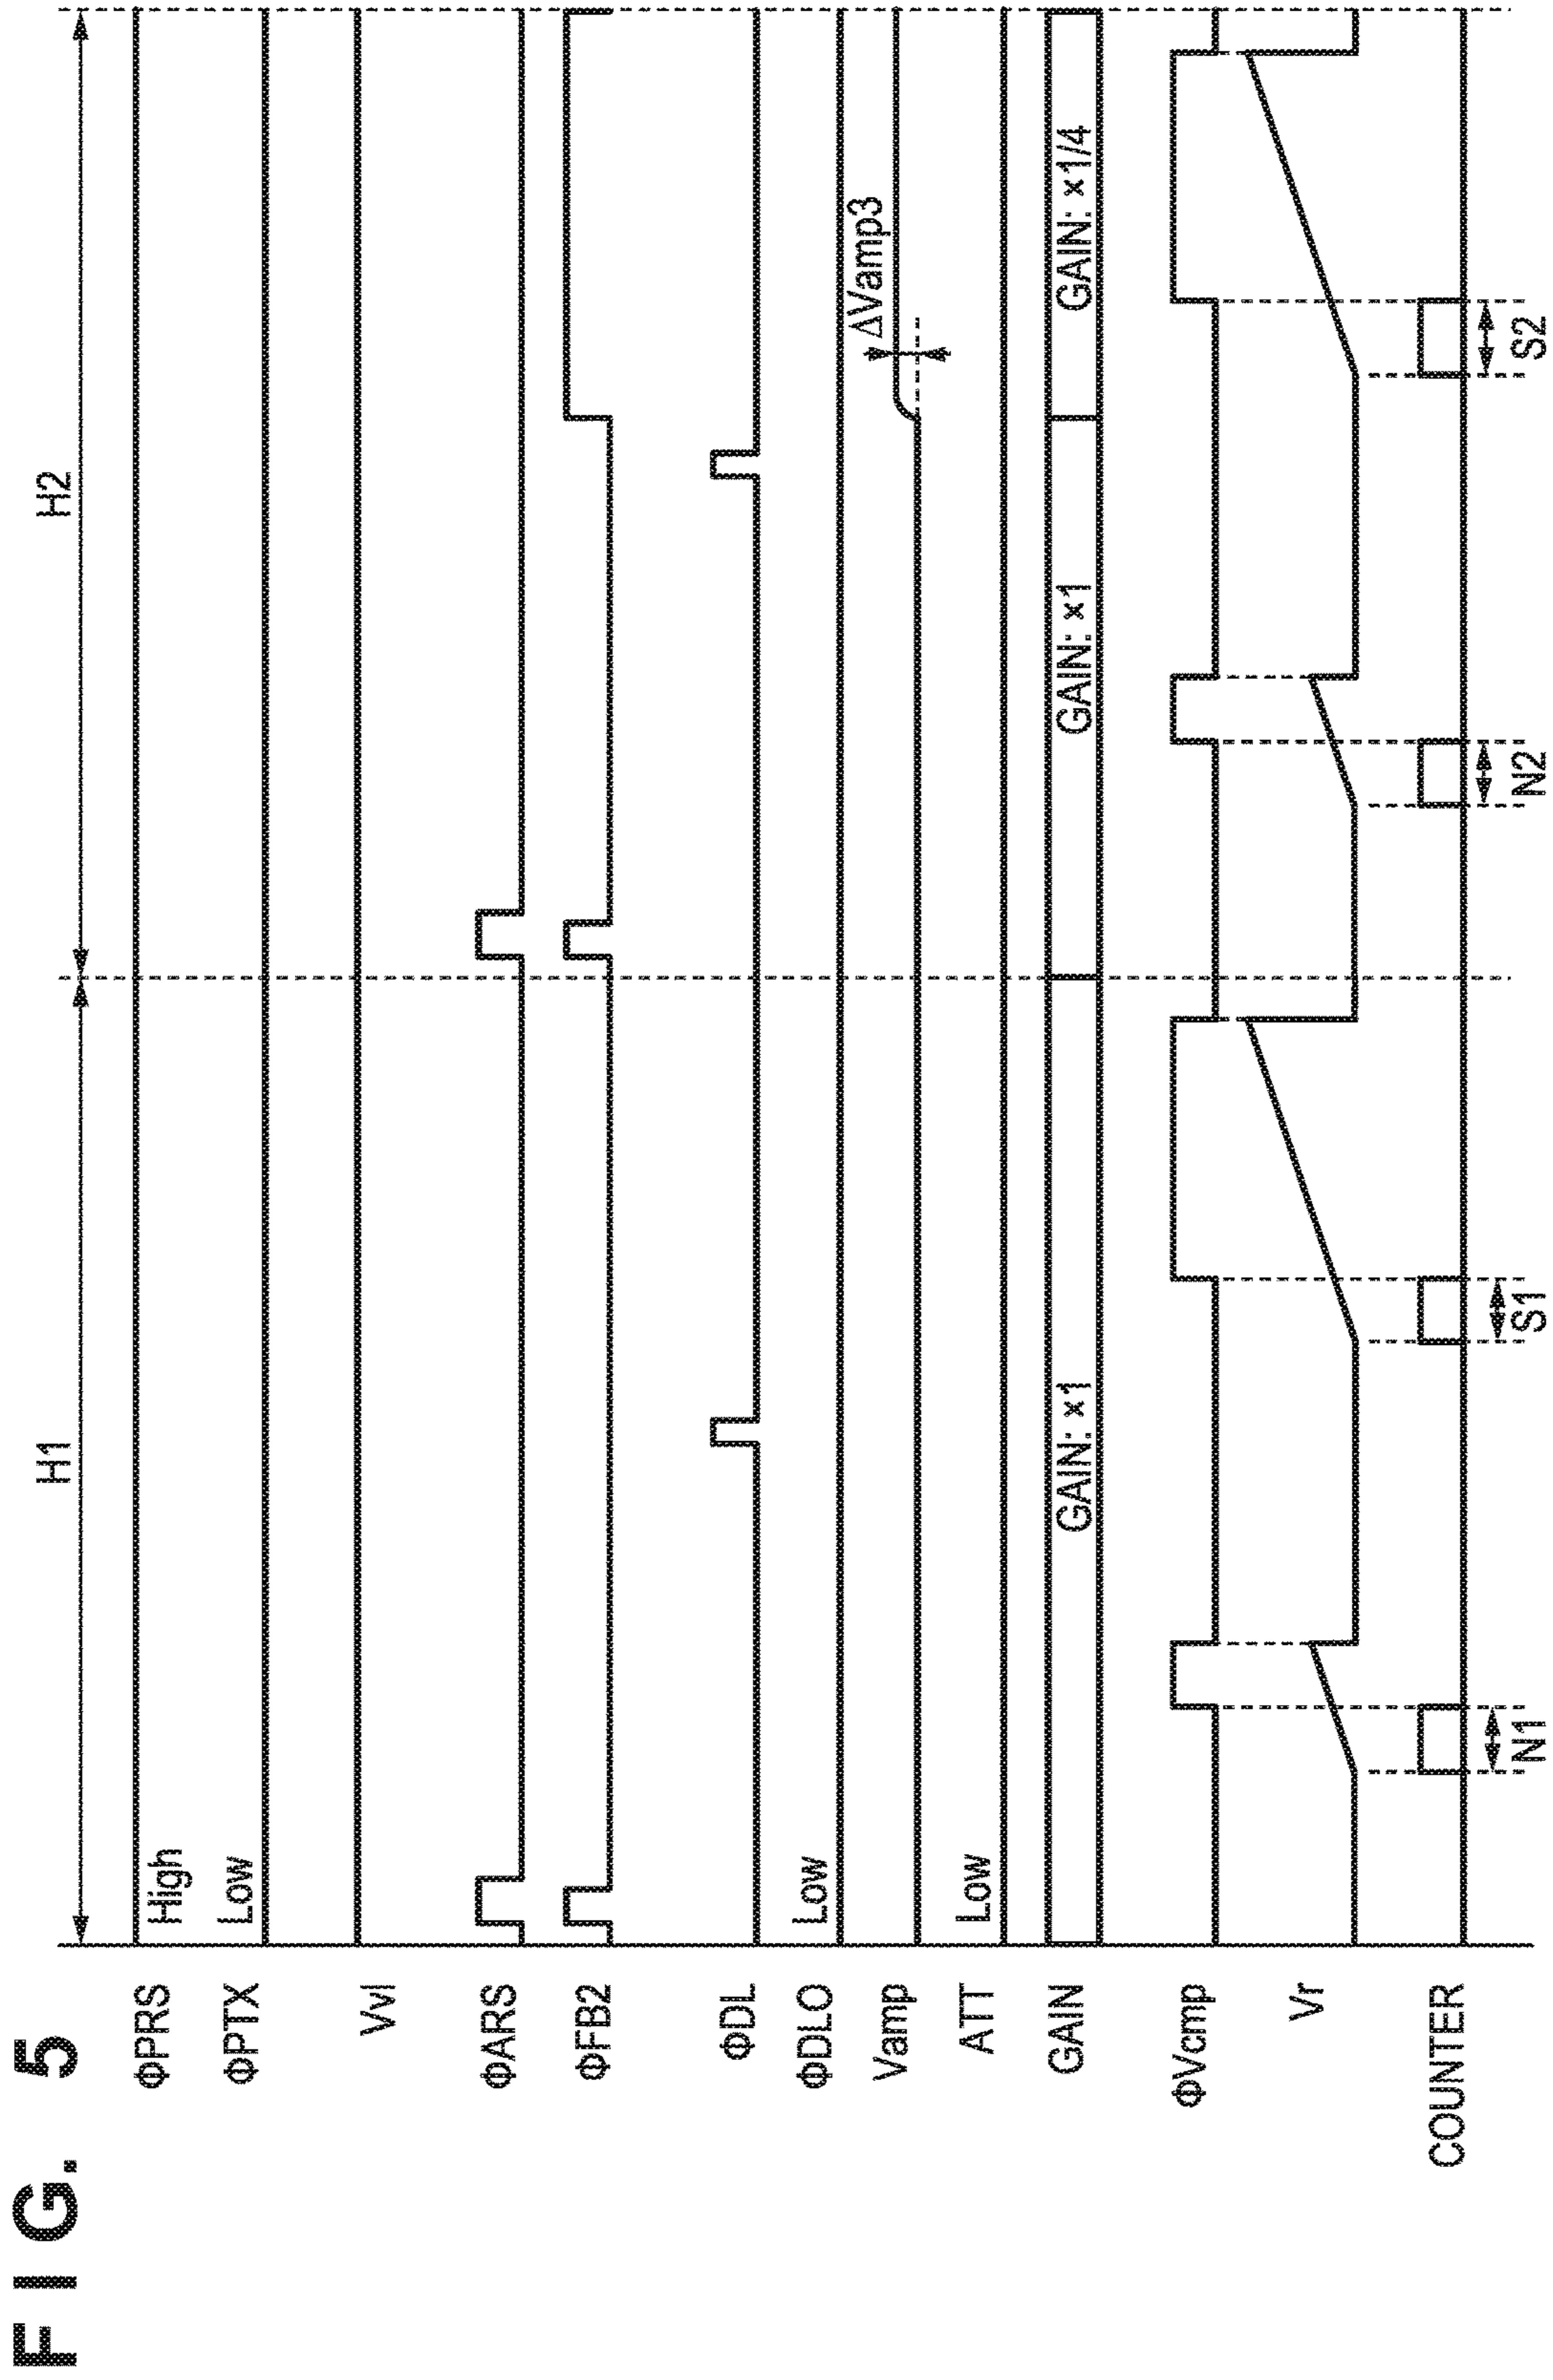 FIG. 5
H1
H2
ΦPRS
High
ΦPTX
Low
Vvl
ΦARS
ΦFB2
ΦDL
ΦDLO
Low
Vamp
ΔVamp3
ATT
Low
GAIN
GAIN: ×1
GAIN: ×1
GAIN: ×1/4
ΦVcmp
Vr
COUNTER
N1
S1
N2
S2